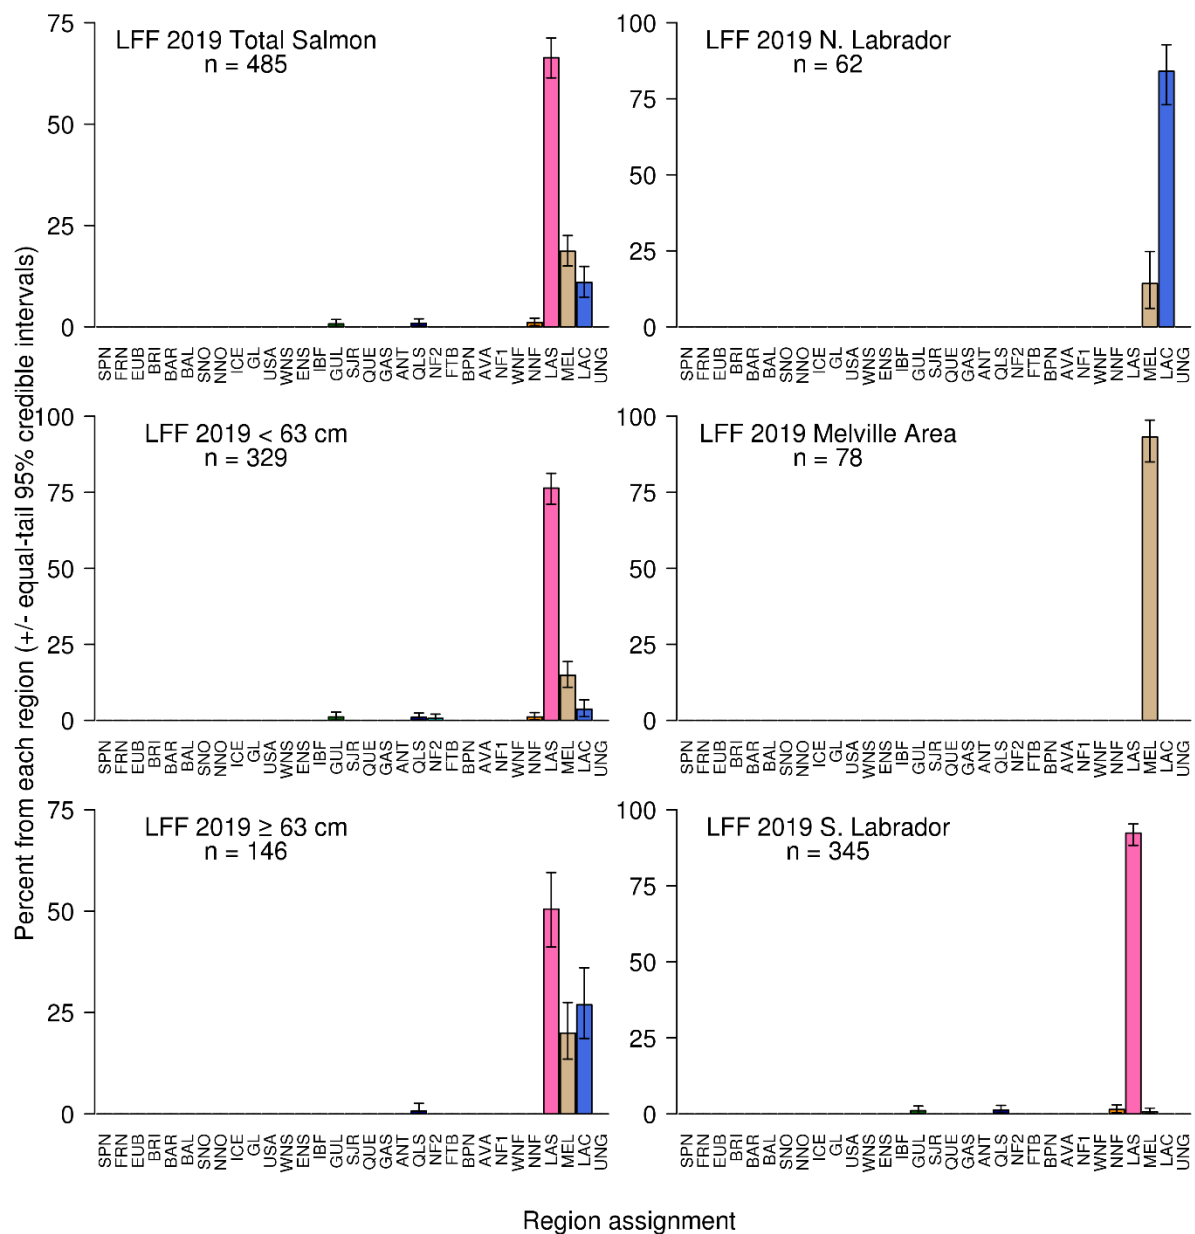 Percent from each region (+/- equal-tail 95% credible intervals)
LFF 2019 Total Salmon
n = 485
75
50
25
0
SPN FRN EUB BRI BAR BAL SNO NNO ICE GL USA WNS ENS IBF GUL SJR QUE GAS ANT QLS NF2 FTB BPN AVA NF1 WNF NNF LAS MEL LAC UNG
LFF 2019 N. Labrador
n = 62
100
75
50
25
0
SPN FRN EUB BRI BAR BAL SNO NNO ICE GL USA WNS ENS IBF GUL SJR QUE GAS ANT QLS NF2 FTB BPN AVA NF1 WNF NNF LAS MEL LAC UNG
LFF 2019 < 63 cm
n = 329
100
75
50
25
0
SPN FRN EUB BRI BAR BAL SNO NNO ICE GL USA WNS ENS IBF GUL SJR QUE GAS ANT QLS NF2 FTB BPN AVA NF1 WNF NNF LAS MEL LAC UNG
LFF 2019 Melville Area
n = 78
100
75
50
25
0
SPN FRN EUB BRI BAR BAL SNO NNO ICE GL USA WNS ENS IBF GUL SJR QUE GAS ANT QLS NF2 FTB BPN AVA NF1 WNF NNF LAS MEL LAC UNG
LFF 2019 ≥ 63 cm
n = 146
75
50
25
0
SPN FRN EUB BRI BAR BAL SNO NNO ICE GL USA WNS ENS IBF GUL SJR QUE GAS ANT QLS NF2 FTB BPN AVA NF1 WNF NNF LAS MEL LAC UNG
LFF 2019 S. Labrador
n = 345
100
75
50
25
0
SPN FRN EUB BRI BAR BAL SNO NNO ICE GL USA WNS ENS IBF GUL SJR QUE GAS ANT QLS NF2 FTB BPN AVA NF1 WNF NNF LAS MEL LAC UNG
Region assignment